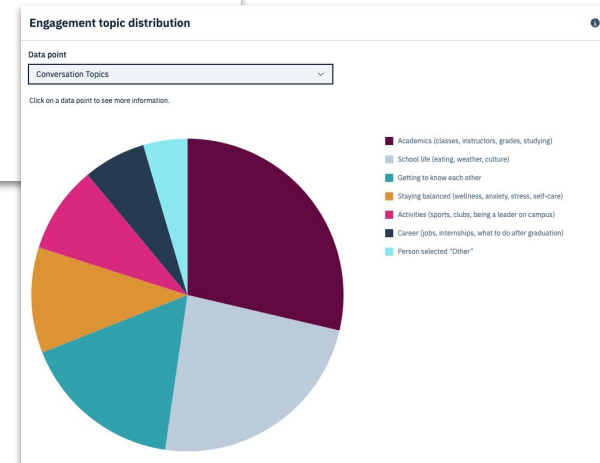 Engagement topic distribution
Data point
Conversation Topics
Click on a data point to see more information.
Academics (classes, instructors, grades, studying)
School life (eating, weather, culture)
Getting to know each other
Staying balanced (wellness, anxiety, stress, self-care)
Activities (sports, clubs, being a leader on campus)
Career (jobs, internships, what to do after graduation)
Person selected "Other"